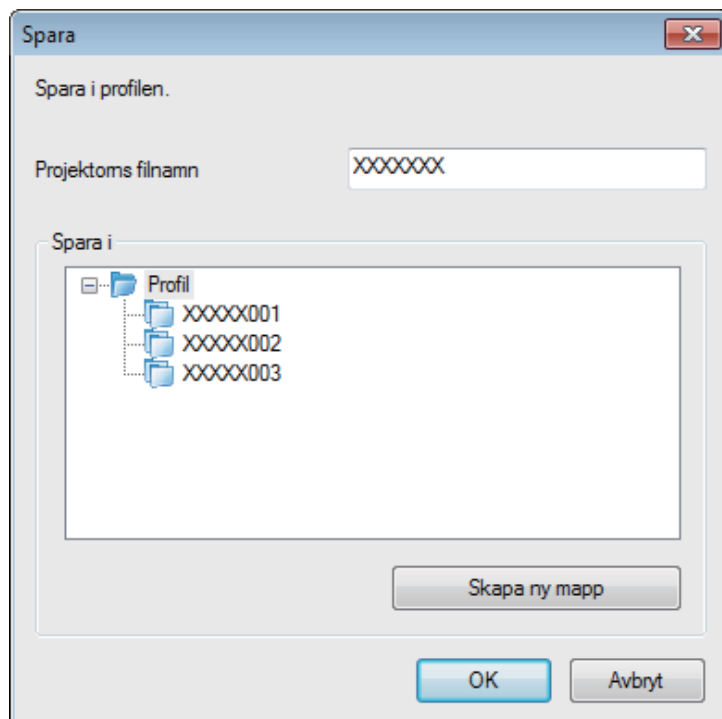 Spara
Spara i profilen.
Projektorns filnamn XXXXXXX
Spara i
Profil
XXXXX001
XXXXX002
XXXXX003
Skapa ny mapp
OK Avbryt